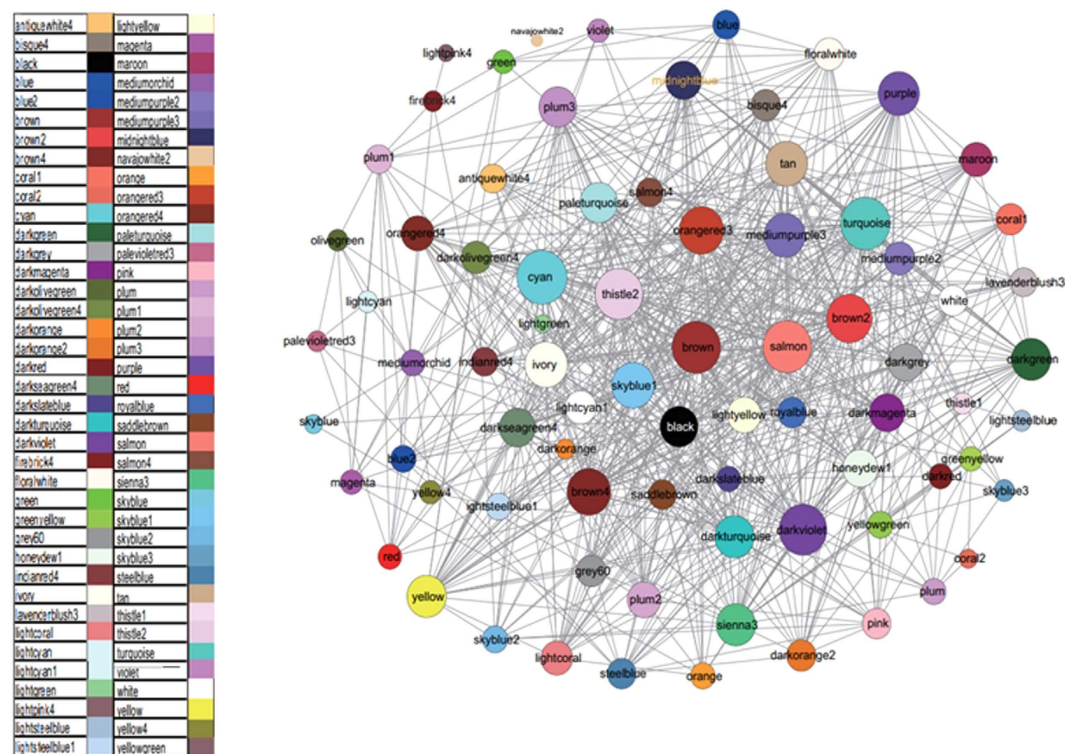 antiquewhite4 lightyellow
bisque4 magenta
black maroon
blue mediumorchid
blue2 mediumpurple2
brown mediumpurple3
brown2 midnightblue
brown4 navajowhite2
coral1 orange
coral2 orangered3
cyan orangered4
darkgreen paleturquoise
darkgrey palevioletred3
darkmagenta pink
darkolivegreen plum
darkolivegreen4 plum1
darkorange plum2
darkorange2 plum3
darkred purple
darkseagreen4 red
darkslateblue royalblue
darkturquoise saddlebrown
darkviolet salmon
firebrick4 salmon4
floralwhite sienna3
green skyblue
greenyellow skyblue1
grey60 skyblue2
honeydew1 skyblue3
indianred4 steelblue
ivory tan
lavenderblush3 thistle1
lightcoral thistle2
lightcyan turquoise
lightcyan1 violet
lightgreen white
lightpink4 yellow
lightsteelblue yellow4
lightsteelblue1 yellowgreen
blue
violet
navajowhite2
lightpink4
green
floralwhite
midnightblue
purple
firebrick4
plum3
bisque4
plum1
tan
maroon
antiquewhite4
salmon4
paleturquoise
coral1
turquoise
olivegreen
orangered4
orangered3
mediumpurple3
darkolivegreen4
mediumpurple2
cyan
lavenderblush3
thistle2
lightcyan
white
brown2
lightgreen
palevioletred3
brown
salmon
mediumorchid
indianred4
ivory
darkgrey
darkgreen
skyblue1
thistle1
lightcyan1
lightyellow
royalblue
darkmagenta
skyblue
darkseagreen4
black
lightsteelblue
darkorange
blue2
greenyellow
honeydew1
darkred
darkslateblue
magenta
yellow4
brown4
saddlebrown
skyblue3
ightsteelblue1
yellowgreen
darkviolet
darkturquoise
red
coral2
grey60
plum
yellow
plum2
sienna3
pink
skyblue2
lightcoral
darkorange2
steelblue
orange